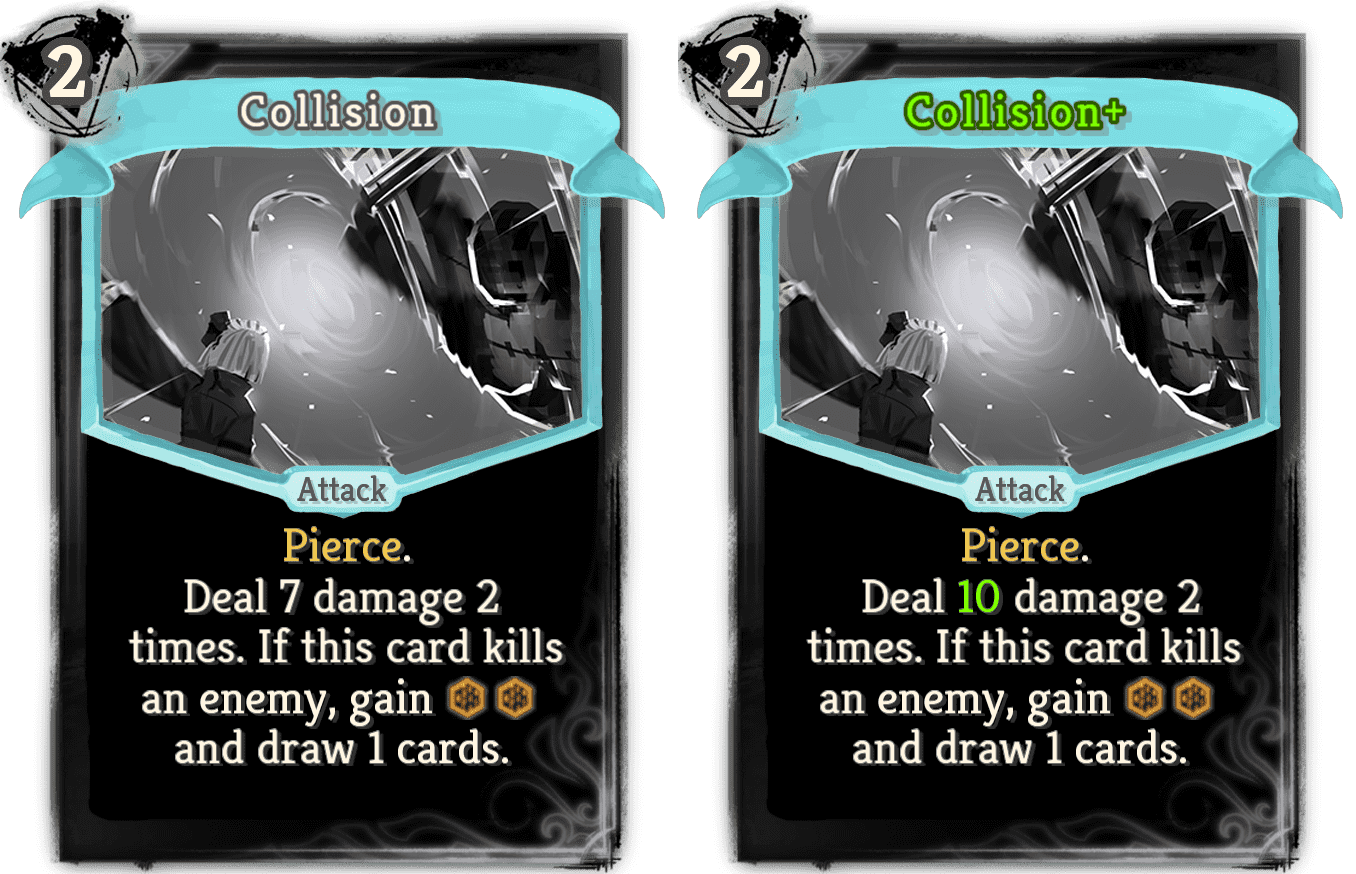 2
Collision
Attack
Pierce.
Deal 7 damage 2
times. If this card kills
an enemy, gain
and draw 1 cards.
2
Collision+
Attack
Pierce.
Deal 10 damage 2
times. If this card kills
an enemy, gain
and draw 1 cards.